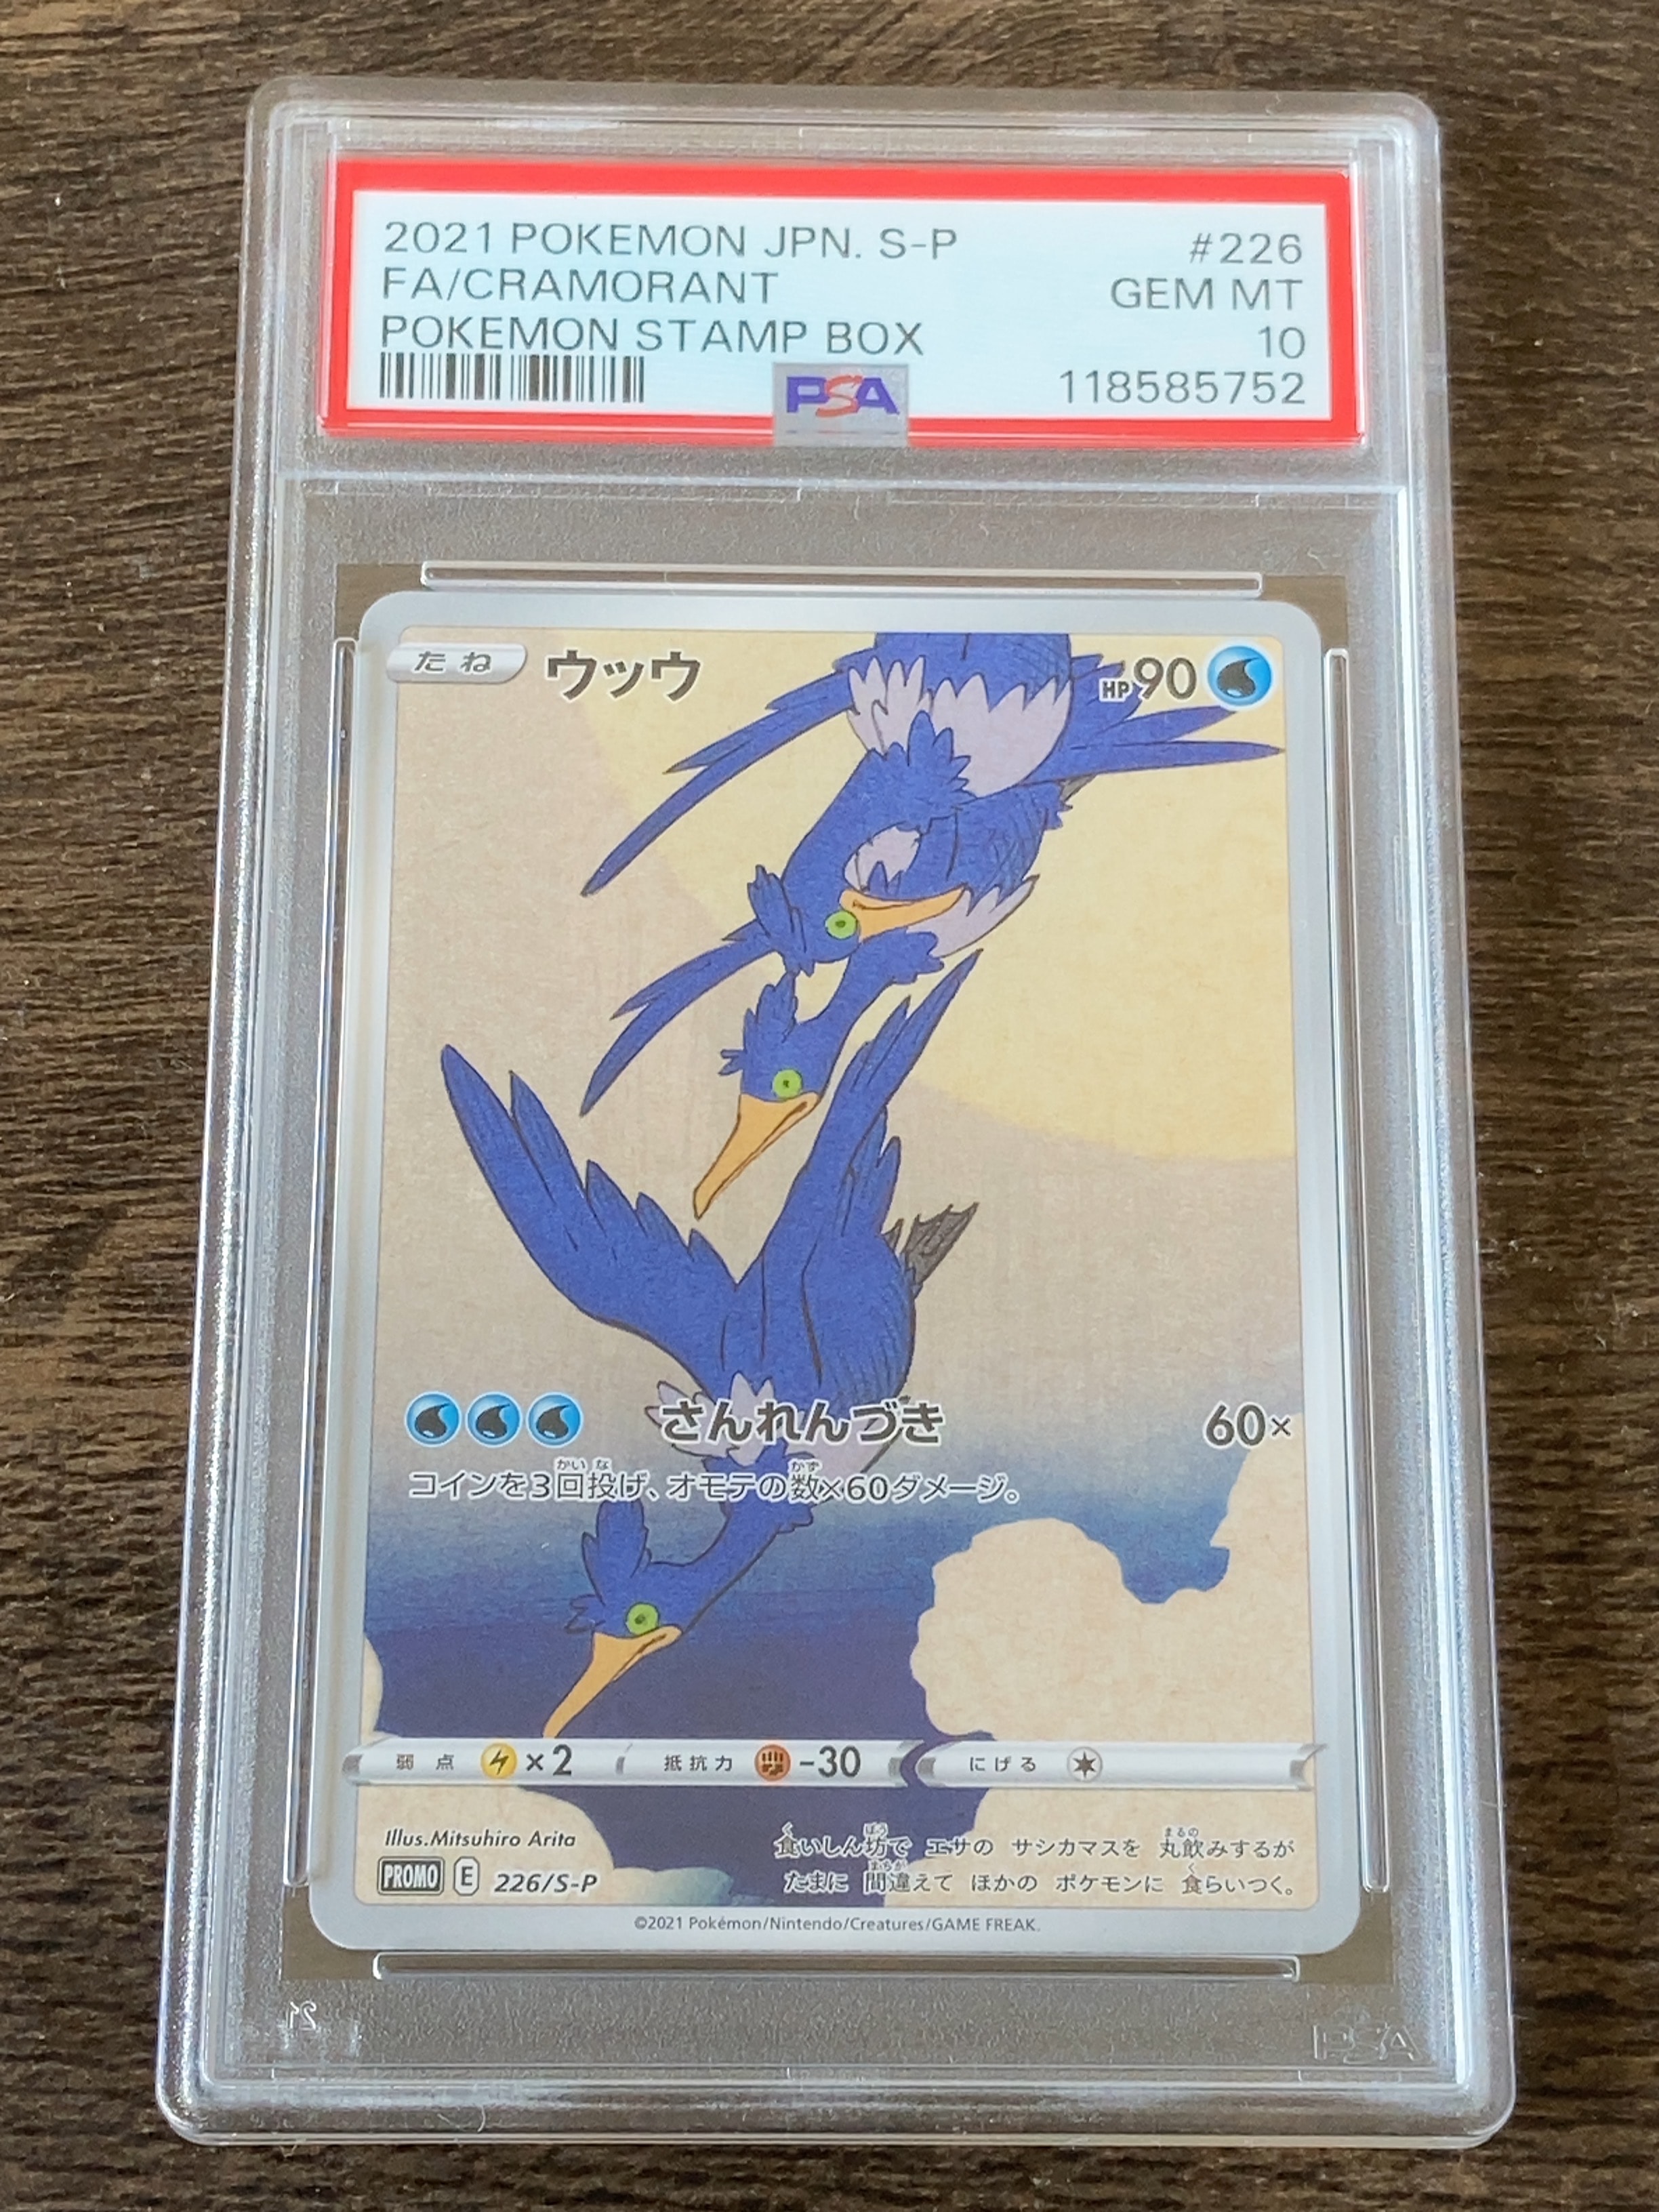 2021 POKEMON JPN. S-P #226
FA/CRAMORANT GEM MT
POKEMON STAMP BOX 10
PSA 118585752
たね ウッウ HP90
さんれんづき 60×
コインを3回投げ、オモテの数×60ダメージ。
弱点 ×2 抵抗力 -30 にげる
Illus.Mitsuhiro Arita
食いしん坊で エサの サシカマスを 丸飲みするが
たまに 間違えて ほかの ポケモンに 食らいつく。
PROMO E 226/S-P
©2021 Pokémon/Nintendo/Creatures/GAME FREAK.
PSA